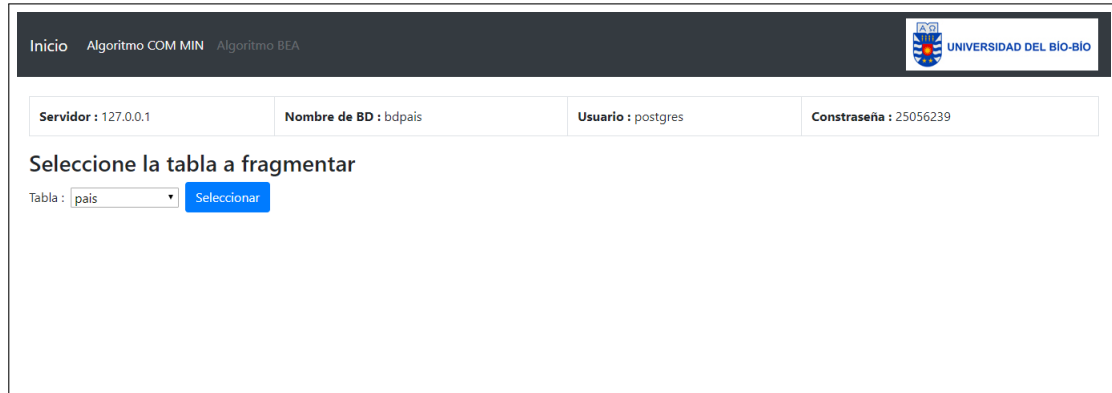 Inicio Algoritmo COM MIN Algoritmo BEA
ΑΩ
UNIVERSIDAD DEL BÍO-BÍO
Servidor : 127.0.0.1 Nombre de BD : bdpais Usuario : postgres Constraseña : 25056239
Seleccione la tabla a fragmentar
Tabla : pais Seleccionar